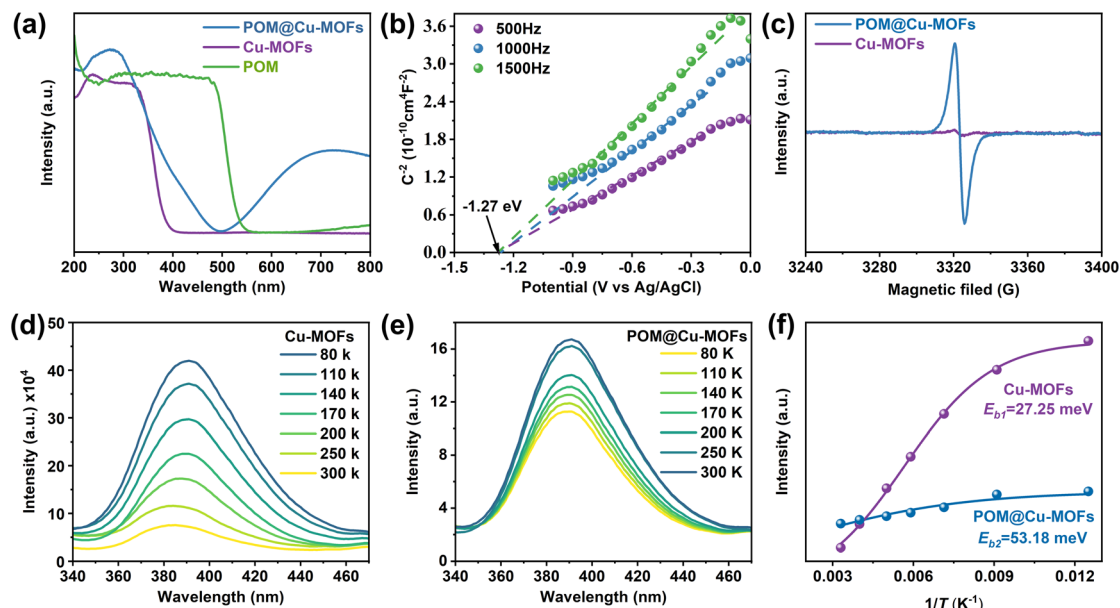 (a)
POM@Cu-MOFs
Cu-MOFs
POM
Intensity (a.u.)
200 300 400 500 600 700 800
Wavelength (nm)
(b)
500Hz
1000Hz
1500Hz
-1.27 eV
C⁻² (10⁻¹⁰cm⁴F⁻²)
3.6
3.0
2.4
1.8
1.2
0.6
0.0
-1.5 -1.2 -0.9 -0.6 -0.3 0.0
Potential (V vs Ag/AgCl)
(c)
POM@Cu-MOFs
Cu-MOFs
Intensity (a.u.)
3240 3280 3320 3360 3400
Magnetic filed (G)
(d)
Cu-MOFs
80 k
110 k
140 k
170 k
200 k
250 k
300 k
Intensity (a.u.) x10⁴
50
40
30
20
10
0
340 360 380 400 420 440 460
Wavelength (nm)
(e)
POM@Cu-MOFs
80 K
110 K
140 K
170 K
200 K
250 K
300 K
Intensity (a.u.)
16
12
8
4
0
340 360 380 400 420 440 460
Wavelength (nm)
(f)
Cu-MOFs
Eb1=27.25 meV
POM@Cu-MOFs
Eb2=53.18 meV
Intensity (a.u.)
0.003 0.006 0.009 0.012
1/T (K⁻¹)